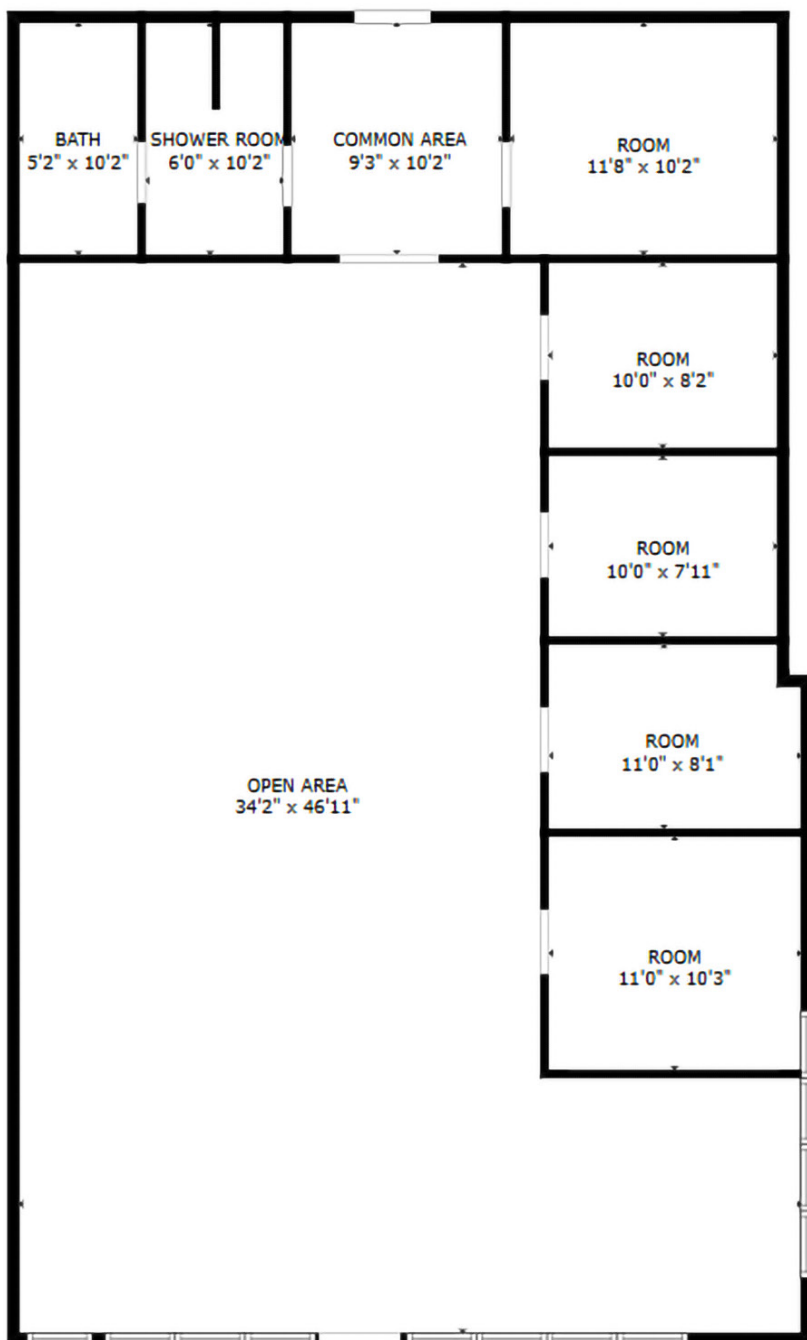 BATH
5'2" x 10'2"
SHOWER ROOM
6'0" x 10'2"
COMMON AREA
9'3" x 10'2"
ROOM
11'8" x 10'2"
ROOM
10'0" x 8'2"
ROOM
10'0" x 7'11"
ROOM
11'0" x 8'1"
OPEN AREA
34'2" x 46'11"
ROOM
11'0" x 10'3"